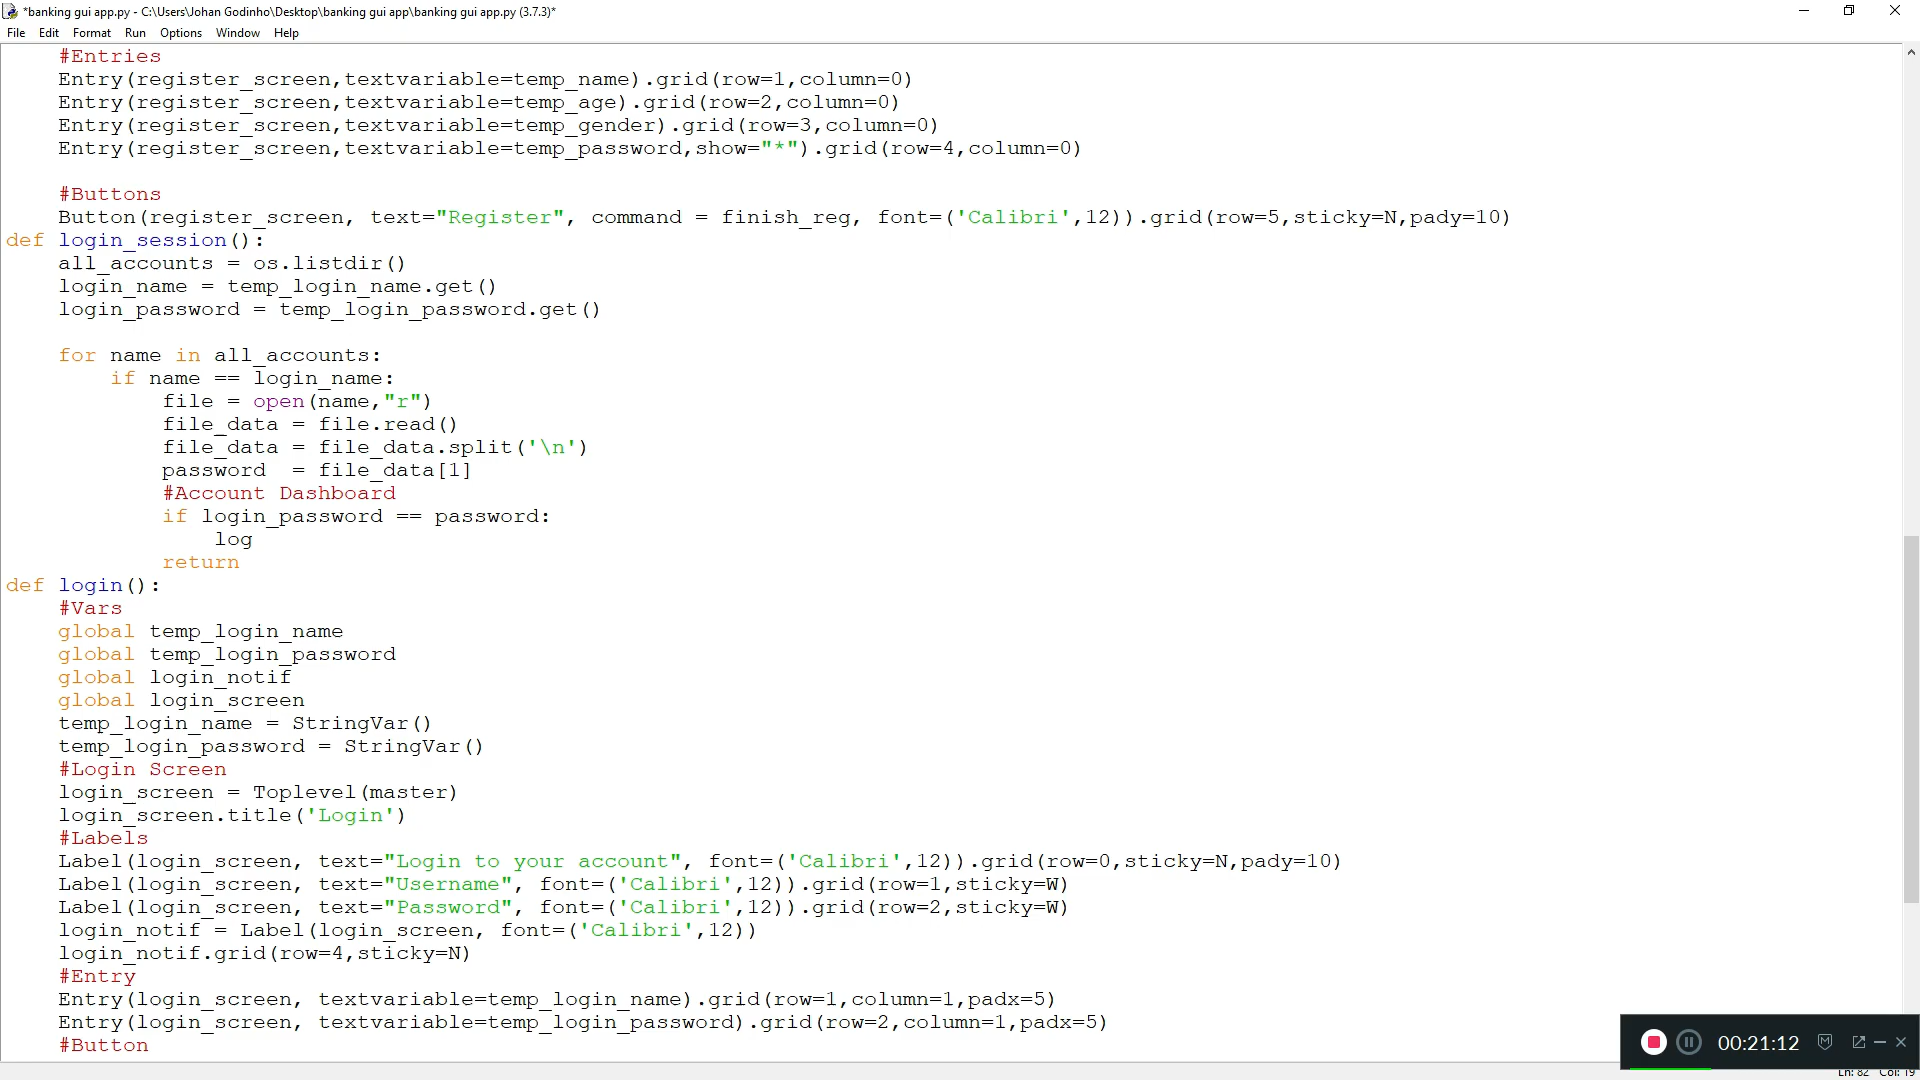 *banking gui app.py - C:\Users\Johan Godinho\Desktop\banking gui app\banking gui app.py (3.7.3)*
File Edit Format Run Options Window Help
    #Entries
    Entry(register_screen,textvariable=temp_name).grid(row=1,column=0)
    Entry(register_screen,textvariable=temp_age).grid(row=2,column=0)
    Entry(register_screen,textvariable=temp_gender).grid(row=3,column=0)
    Entry(register_screen,textvariable=temp_password,show="*").grid(row=4,column=0)

    #Buttons
    Button(register_screen, text="Register", command = finish_reg, font=('Calibri',12)).grid(row=5,sticky=N,pady=10)
def login_session():
    all_accounts = os.listdir()
    login_name = temp_login_name.get()
    login_password = temp_login_password.get()

    for name in all_accounts:
        if name == login_name:
            file = open(name,"r")
            file_data = file.read()
            file_data = file_data.split('\n')
            password  = file_data[1]
            #Account Dashboard
            if login_password == password:
                log
            return
def login():
    #Vars
    global temp_login_name
    global temp_login_password
    global login_notif
    global login_screen
    temp_login_name = StringVar()
    temp_login_password = StringVar()
    #Login Screen
    login_screen = Toplevel(master)
    login_screen.title('Login')
    #Labels
    Label(login_screen, text="Login to your account", font=('Calibri',12)).grid(row=0,sticky=N,pady=10)
    Label(login_screen, text="Username", font=('Calibri',12)).grid(row=1,sticky=W)
    Label(login_screen, text="Password", font=('Calibri',12)).grid(row=2,sticky=W)
    login_notif = Label(login_screen, font=('Calibri',12))
    login_notif.grid(row=4,sticky=N)
    #Entry
    Entry(login_screen, textvariable=temp_login_name).grid(row=1,column=1,padx=5)
    Entry(login_screen, textvariable=temp_login_password).grid(row=2,column=1,padx=5)
    #Button
00:21:12
Ln: 82 Col: 19